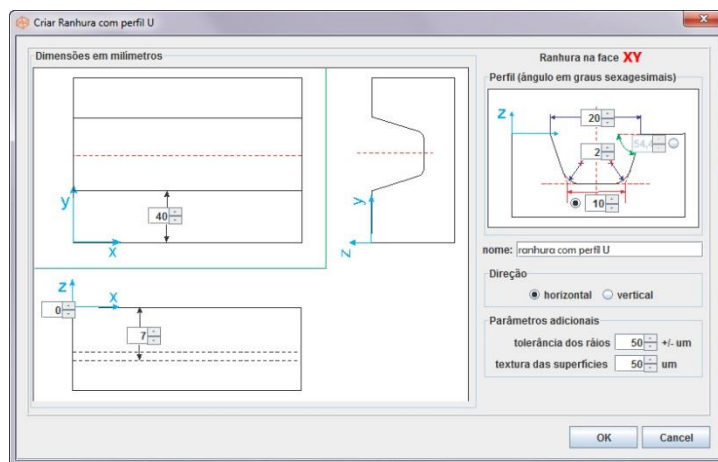 Criar Ranhura com perfil U
Dimensões em milímetros
y
x
40
z
y
z
x
0
7
Ranhura na face XY
Perfil (ângulo em graus sexagesimais)
z
20
54,4
2
10
nome: ranhura com perfil U
Direção
horizontal vertical
Parâmetros adicionais
tolerância dos ráios 50 +/- um
textura das superfícies 50 um
OK Cancel